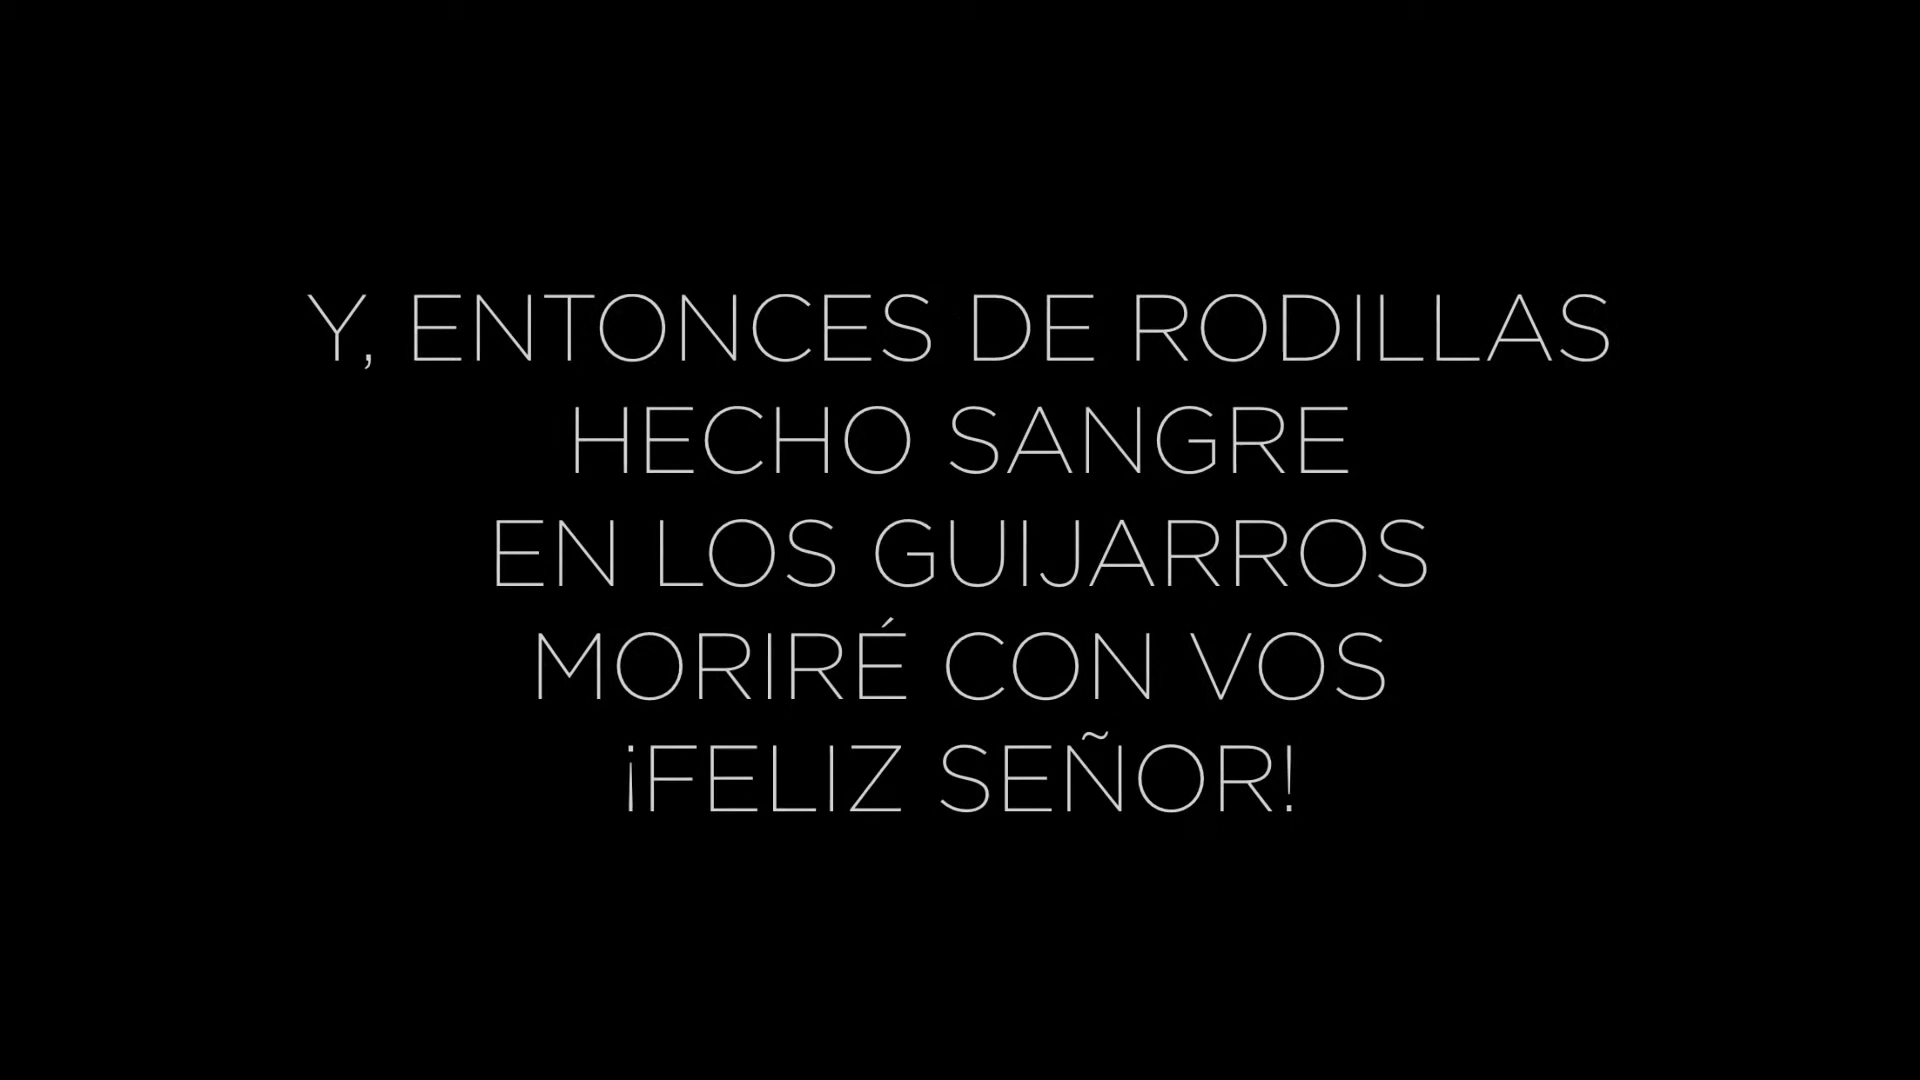 Y, ENTONCES DE RODILLAS
HECHO SANGRE
EN LOS GUIJARROS
MORIRÉ CON VOS
¡FELIZ SEÑOR!